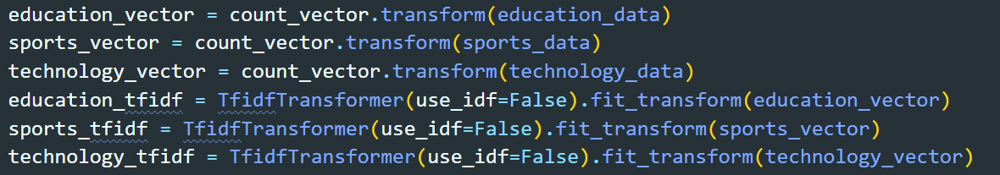 education_vector = count_vector.transform(education_data)
sports_vector = count_vector.transform(sports_data)
technology_vector = count_vector.transform(technology_data)
education_tfidf = TfidfTransformer(use_idf=False).fit_transform(education_vector)
sports_tfidf = TfidfTransformer(use_idf=False).fit_transform(sports_vector)
technology_tfidf = TfidfTransformer(use_idf=False).fit_transform(technology_vector)